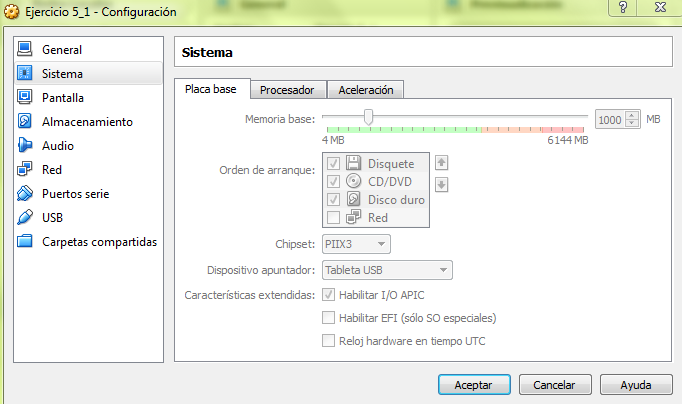 Ejercicio 5_1 - Configuración
General
Sistema
Pantalla
Almacenamiento
Audio
Red
Puertos serie
USB
Carpetas compartidas
Sistema
Placa base Procesador Aceleración
Memoria base: 1000 MB
4 MB 6144 MB
Orden de arranque: Disquete
CD/DVD
Disco duro
Red
Chipset: PIIX3
Dispositivo apuntador: Tableta USB
Características extendidas: Habilitar I/O APIC
Habilitar EFI (sólo SO especiales)
Reloj hardware en tiempo UTC
Aceptar Cancelar Ayuda